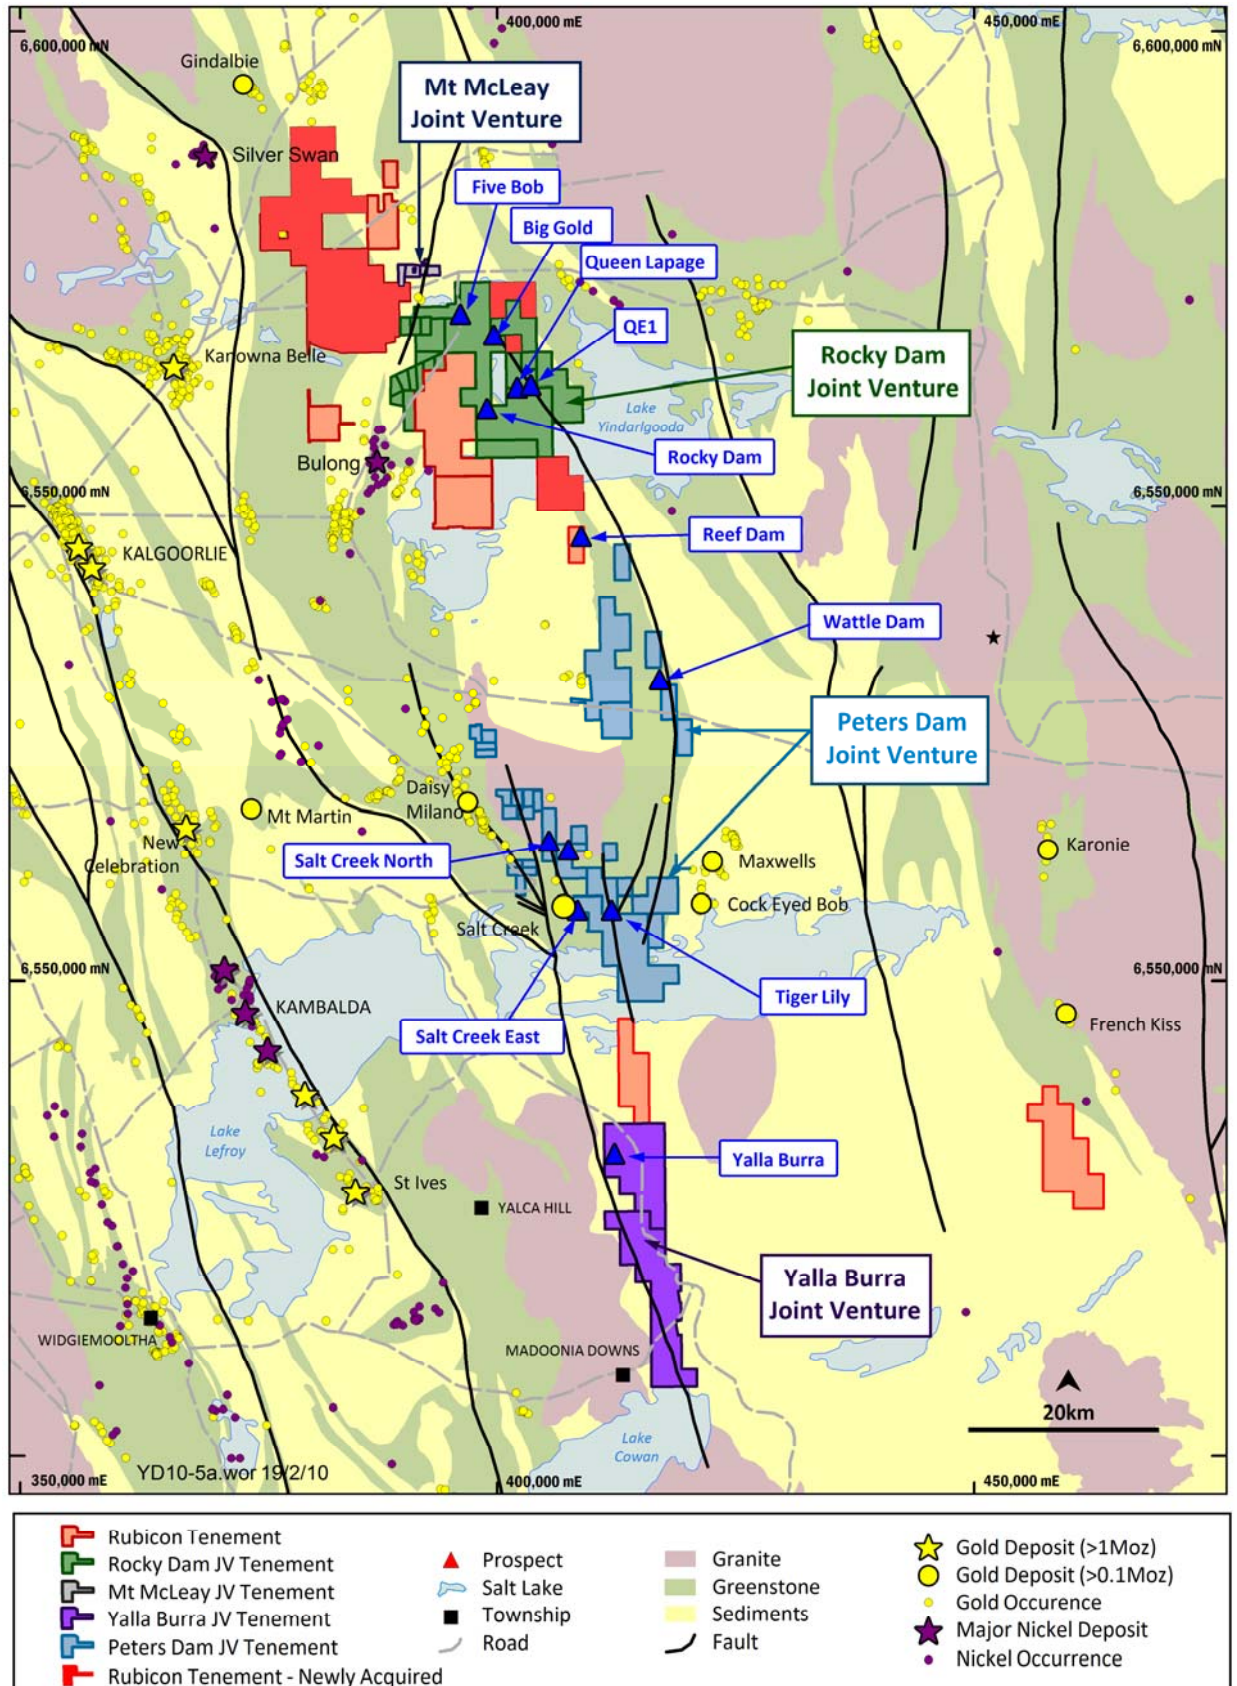 400,000 mE
450,000 mE
6,600,000 mN
6,600,000 mN
Gindalbie
Mt McLeay
Joint Venture
Silver Swan
Five Bob
Big Gold
Queen Lapage
QE1
Kanowna Belle
Rocky Dam
Joint Venture
Lake
Yindarlgooda
Rocky Dam
Bulong
6,550,000 mN
6,550,000 mN
Reef Dam
KALGOORLIE
Wattle Dam
Peters Dam
Joint Venture
Daisy
Milano
Mt Martin
New
Celebration
Salt Creek North
Maxwells
Karonie
Cock Eyed Bob
Salt Creek
6,550,000 mN
6,550,000 mN
Tiger Lily
KAMBALDA
Salt Creek East
French Kiss
Lake
Lefroy
Yalla Burra
St Ives
YALCA HILL
Yalla Burra
Joint Venture
WIDGIEMOOLTHA
MADOONIA DOWNS
20km
Lake
Cowan
350,000 mE
YD10-5a.wor 19/2/10
400,000 mE
450,000 mE
Rubicon Tenement
Rocky Dam JV Tenement
Mt McLeay JV Tenement
Yalla Burra JV Tenement
Peters Dam JV Tenement
Rubicon Tenement - Newly Acquired
Prospect
Salt Lake
Township
Road
Granite
Greenstone
Sediments
Fault
Gold Deposit (>1Moz)
Gold Deposit (>0.1Moz)
Gold Occurence
Major Nickel Deposit
Nickel Occurrence